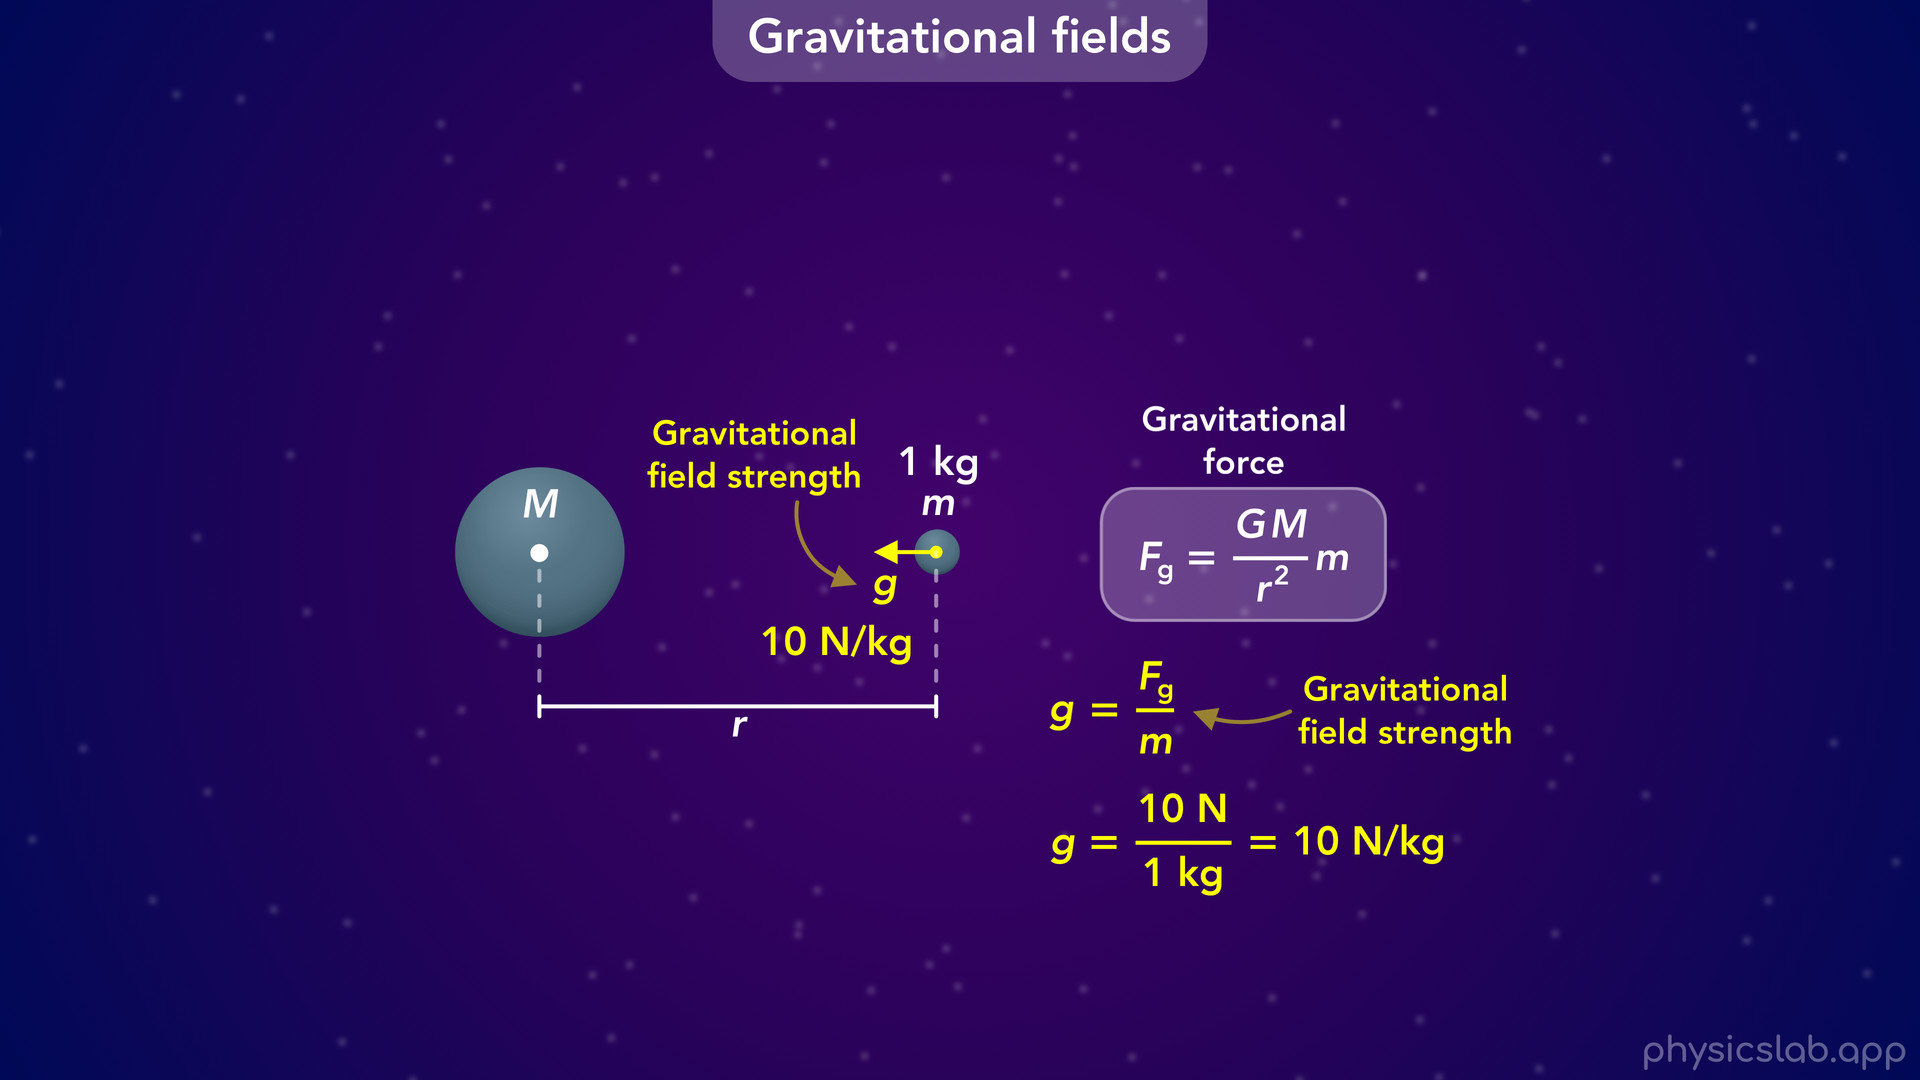 Gravitational fields
Gravitational
field strength
1 kg
m
M
g
10 N/kg
r
Gravitational
force
F_g = GM/r² m
g = F_g/m
Gravitational
field strength
g = 10 N/1 kg = 10 N/kg
physicslab.app